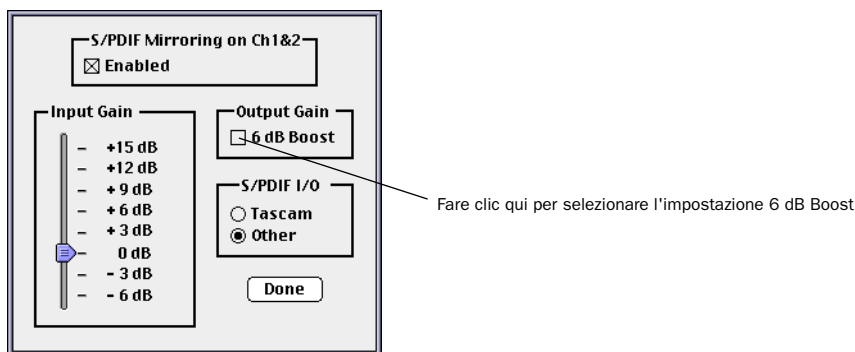 S/PDIF Mirroring on Ch1&2
Enabled
Input Gain
+15 dB
+12 dB
+ 9 dB
+ 6 dB
+ 3 dB
0 dB
- 3 dB
- 6 dB
Output Gain
6 dB Boost
S/PDIF I/O
Tascam
Other
Done
Fare clic qui per selezionare l'impostazione 6 dB Boost